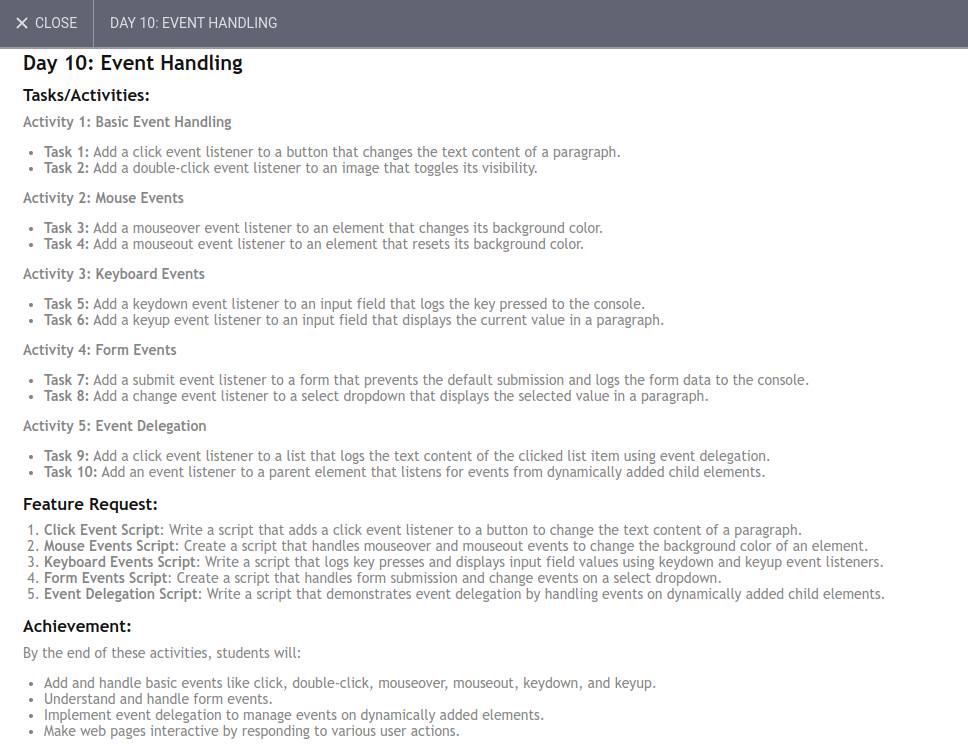 ✕ CLOSE DAY 10: EVENT HANDLING
Day 10: Event Handling
Tasks/Activities:
Activity 1: Basic Event Handling
• Task 1: Add a click event listener to a button that changes the text content of a paragraph.
• Task 2: Add a double-click event listener to an image that toggles its visibility.
Activity 2: Mouse Events
• Task 3: Add a mouseover event listener to an element that changes its background color.
• Task 4: Add a mouseout event listener to an element that resets its background color.
Activity 3: Keyboard Events
• Task 5: Add a keydown event listener to an input field that logs the key pressed to the console.
• Task 6: Add a keyup event listener to an input field that displays the current value in a paragraph.
Activity 4: Form Events
• Task 7: Add a submit event listener to a form that prevents the default submission and logs the form data to the console.
• Task 8: Add a change event listener to a select dropdown that displays the selected value in a paragraph.
Activity 5: Event Delegation
• Task 9: Add a click event listener to a list that logs the text content of the clicked list item using event delegation.
• Task 10: Add an event listener to a parent element that listens for events from dynamically added child elements.
Feature Request:
1. Click Event Script: Write a script that adds a click event listener to a button to change the text content of a paragraph.
2. Mouse Events Script: Create a script that handles mouseover and mouseout events to change the background color of an element.
3. Keyboard Events Script: Write a script that logs key presses and displays input field values using keydown and keyup event listeners.
4. Form Events Script: Create a script that handles form submission and change events on a select dropdown.
5. Event Delegation Script: Write a script that demonstrates event delegation by handling events on dynamically added child elements.
Achievement:
By the end of these activities, students will:
• Add and handle basic events like click, double-click, mouseover, mouseout, keydown, and keyup.
• Understand and handle form events.
• Implement event delegation to manage events on dynamically added elements.
• Make web pages interactive by responding to various user actions.